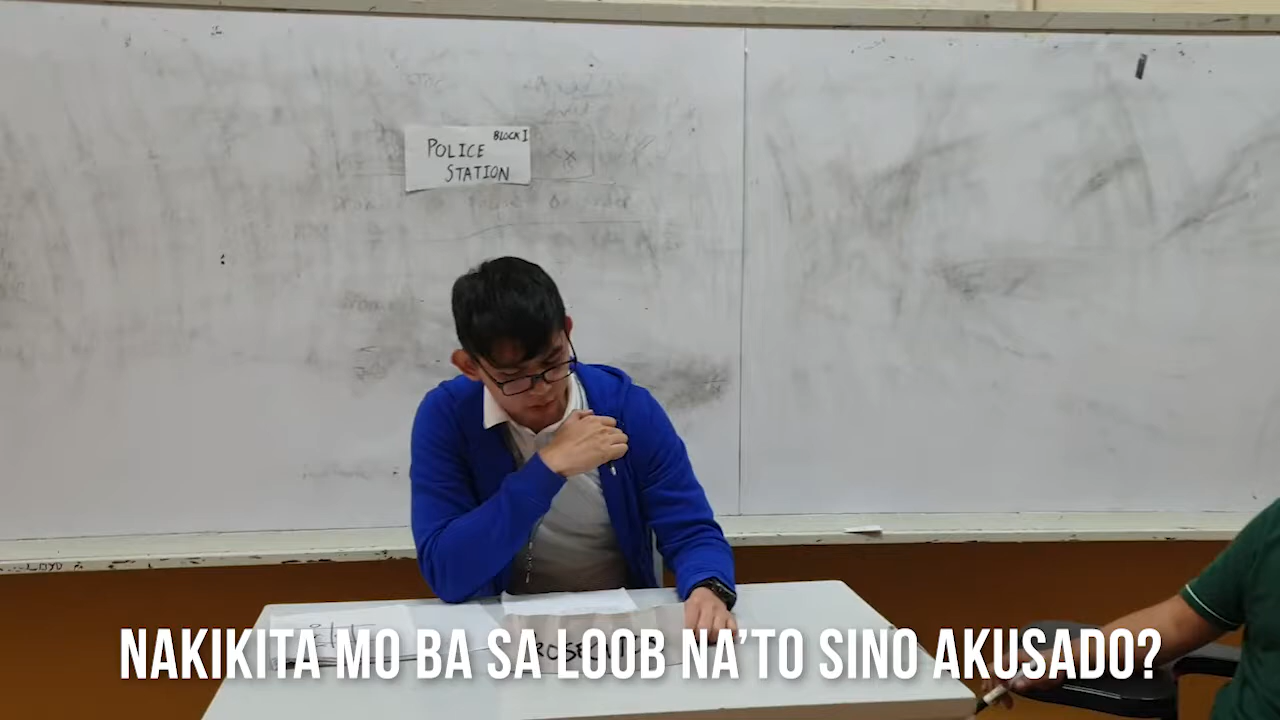 BLOCK I
POLICE
STATION
NAKIKITA MO BA SA LOOB NA'TO SINO AKUSADO?